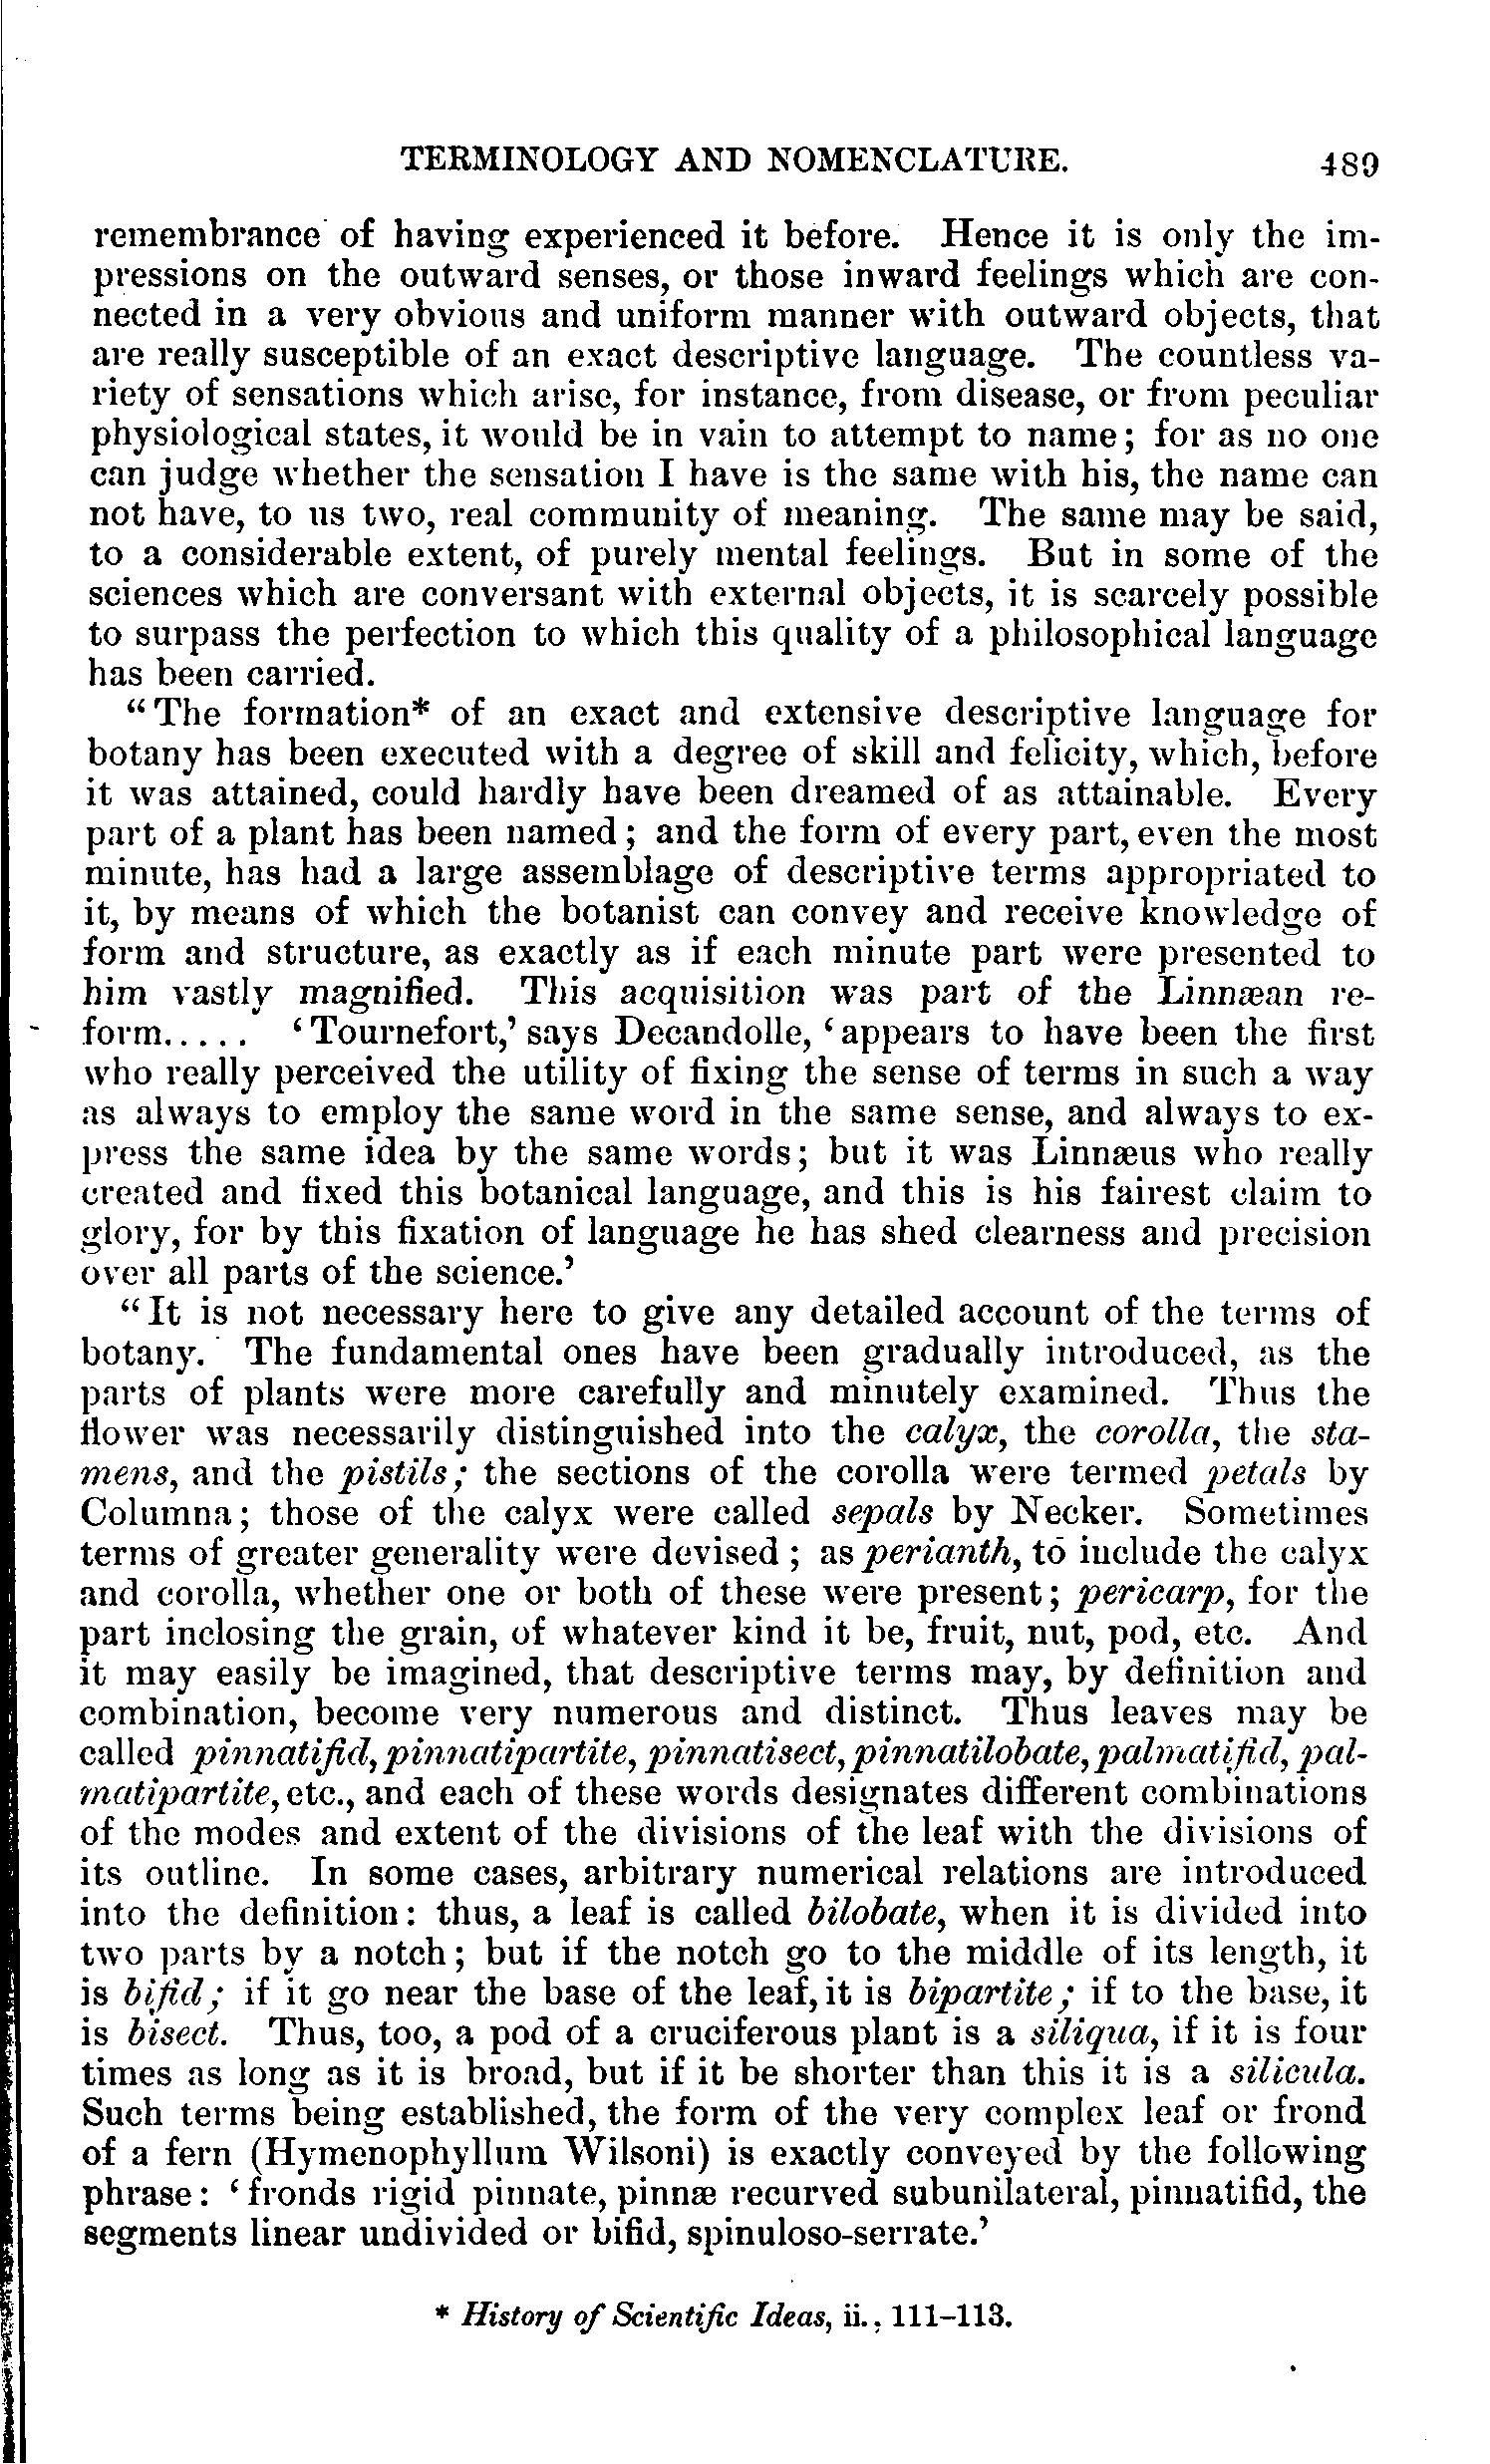 TERMINOLOGY AND NOMENCLATURE. 489
remembrance of having experienced it before. Hence it is only the im-
pressions on the outward senses, or those inward feelings which are con-
nected in a very obvious and uniform manner with outward objects, that
are really susceptible of an exact descriptive language. The countless va-
riety of sensations which arise, for instance, from disease, or from peculiar
physiological states, it would be in vain to attempt to name; for as no one
can judge whether the sensation I have is the same with his, the name can
not have, to us two, real community of meaning. The same may be said,
to a considerable extent, of purely mental feelings. But in some of the
sciences which are conversant with external objects, it is scarcely possible
to surpass the perfection to which this quality of a philosophical language
has been carried.
“The formation* of an exact and extensive descriptive language for
botany has been executed with a degree of skill and felicity, which, before
it was attained, could hardly have been dreamed of as attainable. Every
part of a plant has been named; and the form of every part, even the most
minute, has had a large assemblage of descriptive terms appropriated to
it, by means of which the botanist can convey and receive knowledge of
form and structure, as exactly as if each minute part were presented to
him vastly magnified. This acquisition was part of the Linnæan re-
form..... ‘Tournefort,’ says Decandolle, ‘appears to have been the first
who really perceived the utility of fixing the sense of terms in such a way
as always to employ the same word in the same sense, and always to ex-
press the same idea by the same words; but it was Linnæus who really
created and fixed this botanical language, and this is his fairest claim to
glory, for by this fixation of language he has shed clearness and precision
over all parts of the science.’
“It is not necessary here to give any detailed account of the terms of
botany. The fundamental ones have been gradually introduced, as the
parts of plants were more carefully and minutely examined. Thus the
flower was necessarily distinguished into the calyx, the corolla, the sta-
mens, and the pistils; the sections of the corolla were termed petals by
Columna; those of the calyx were called sepals by Necker. Sometimes
terms of greater generality were devised; as perianth, to include the calyx
and corolla, whether one or both of these were present; pericarp, for the
part inclosing the grain, of whatever kind it be, fruit, nut, pod, etc. And
it may easily be imagined, that descriptive terms may, by definition and
combination, become very numerous and distinct. Thus leaves may be
called pinnatifid, pinnatipartite, pinnatisect, pinnatilobate, palmatifid, pal-
matipartite, etc., and each of these words designates different combinations
of the modes and extent of the divisions of the leaf with the divisions of
its outline. In some cases, arbitrary numerical relations are introduced
into the definition: thus, a leaf is called bilobate, when it is divided into
two parts by a notch; but if the notch go to the middle of its length, it
is bifid; if it go near the base of the leaf, it is bipartite; if to the base, it
is bisect. Thus, too, a pod of a cruciferous plant is a siliqua, if it is four
times as long as it is broad, but if it be shorter than this it is a silicula.
Such terms being established, the form of the very complex leaf or frond
of a fern (Hymenophyllum Wilsoni) is exactly conveyed by the following
phrase: ‘fronds rigid pinnate, pinnæ recurved subunilateral, pinnatifid, the
segments linear undivided or bifid, spinuloso-serrate.’
* History of Scientific Ideas, ii., 111–113.